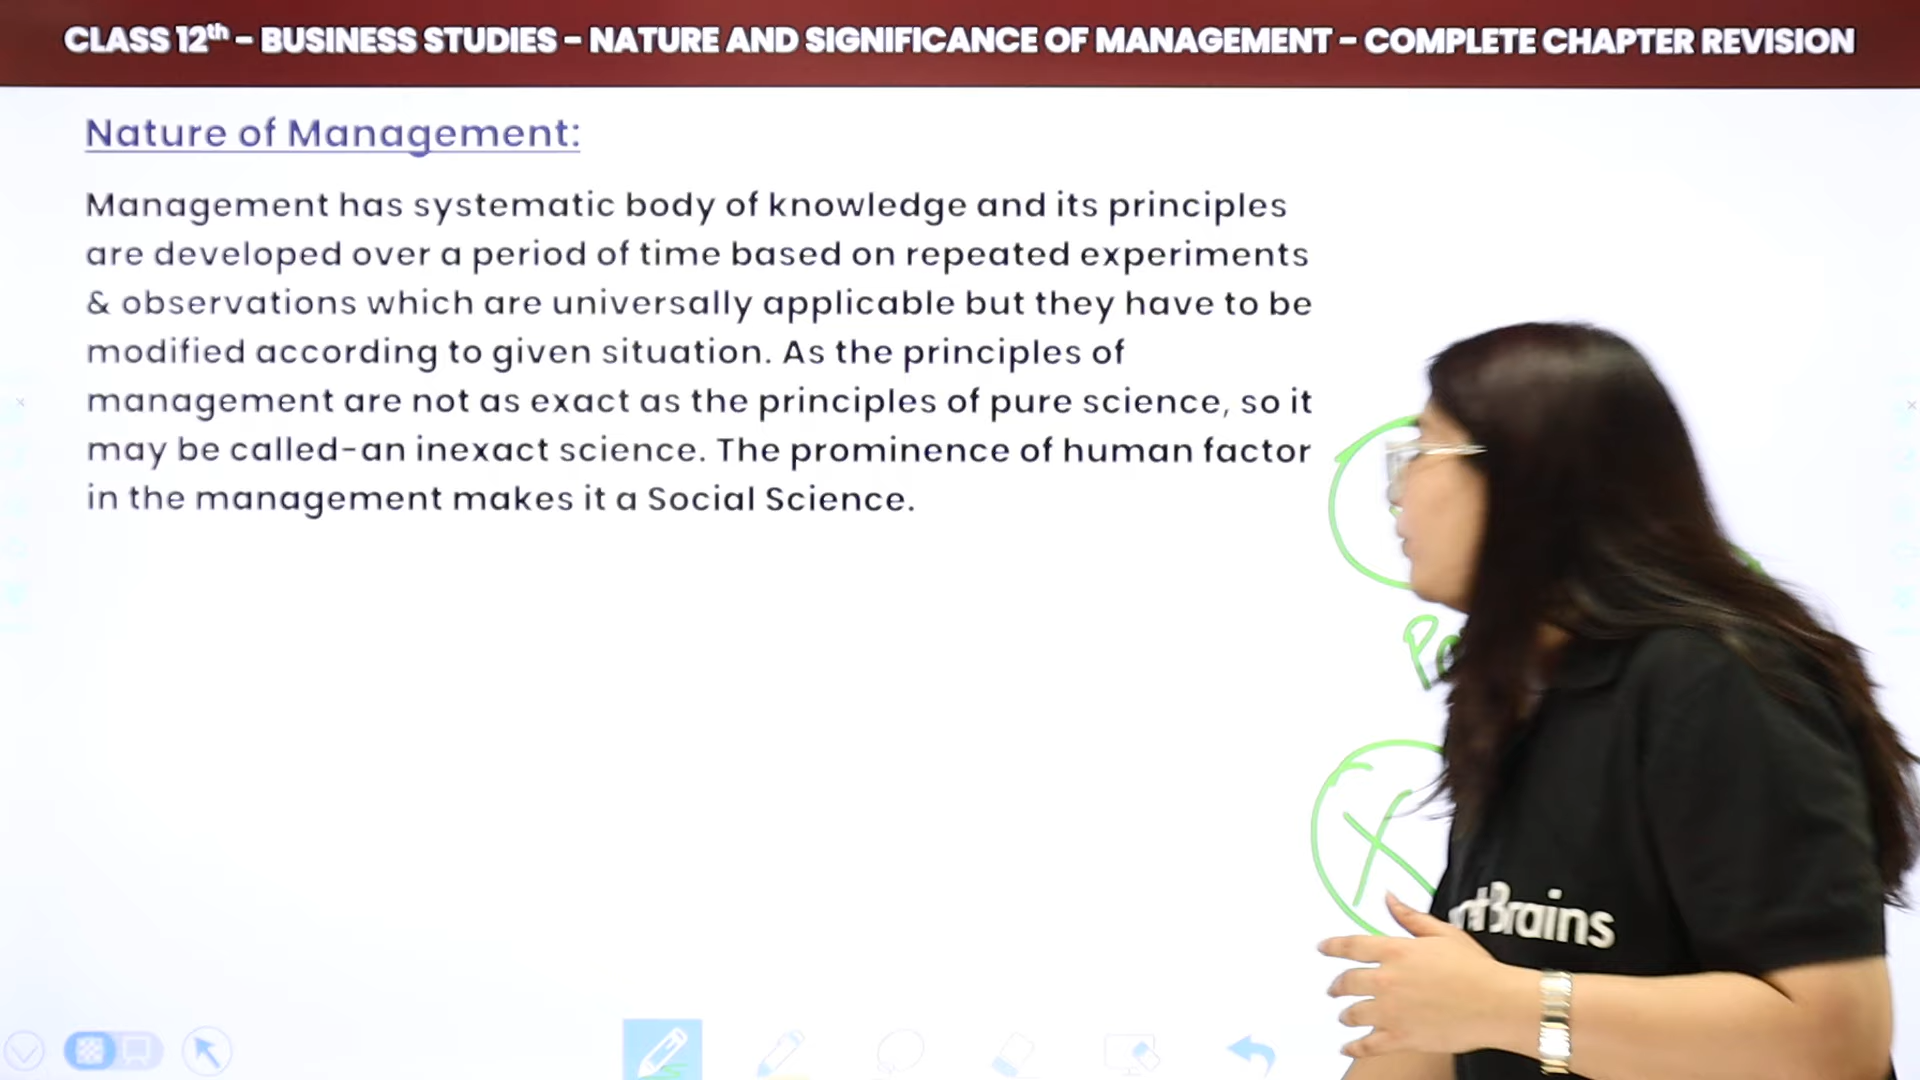 CLASS 12th – BUSINESS STUDIES – NATURE AND SIGNIFICANCE OF MANAGEMENT – COMPLETE CHAPTER REVISION
Nature of Management:
Management has systematic body of knowledge and its principles
are developed over a period of time based on repeated experiments
& observations which are universally applicable but they have to be
modified according to given situation. As the principles of
management are not as exact as the principles of pure science, so it
may be called-an inexact science. The prominence of human factor
in the management makes it a Social Science.
Brains